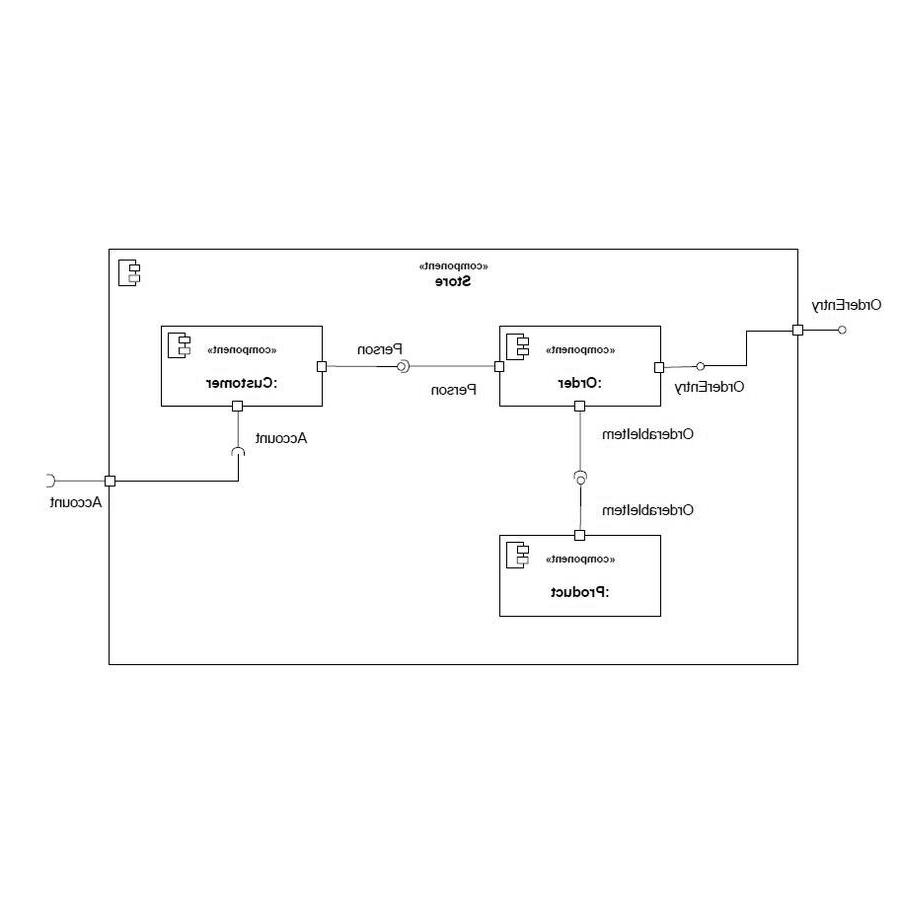 «component»
Store
OrderEntry
«component»
:Order
OrderEntry
Person
Person
«component»
:Customer
OrderableItem
Account
Account
OrderableItem
«component»
:Product